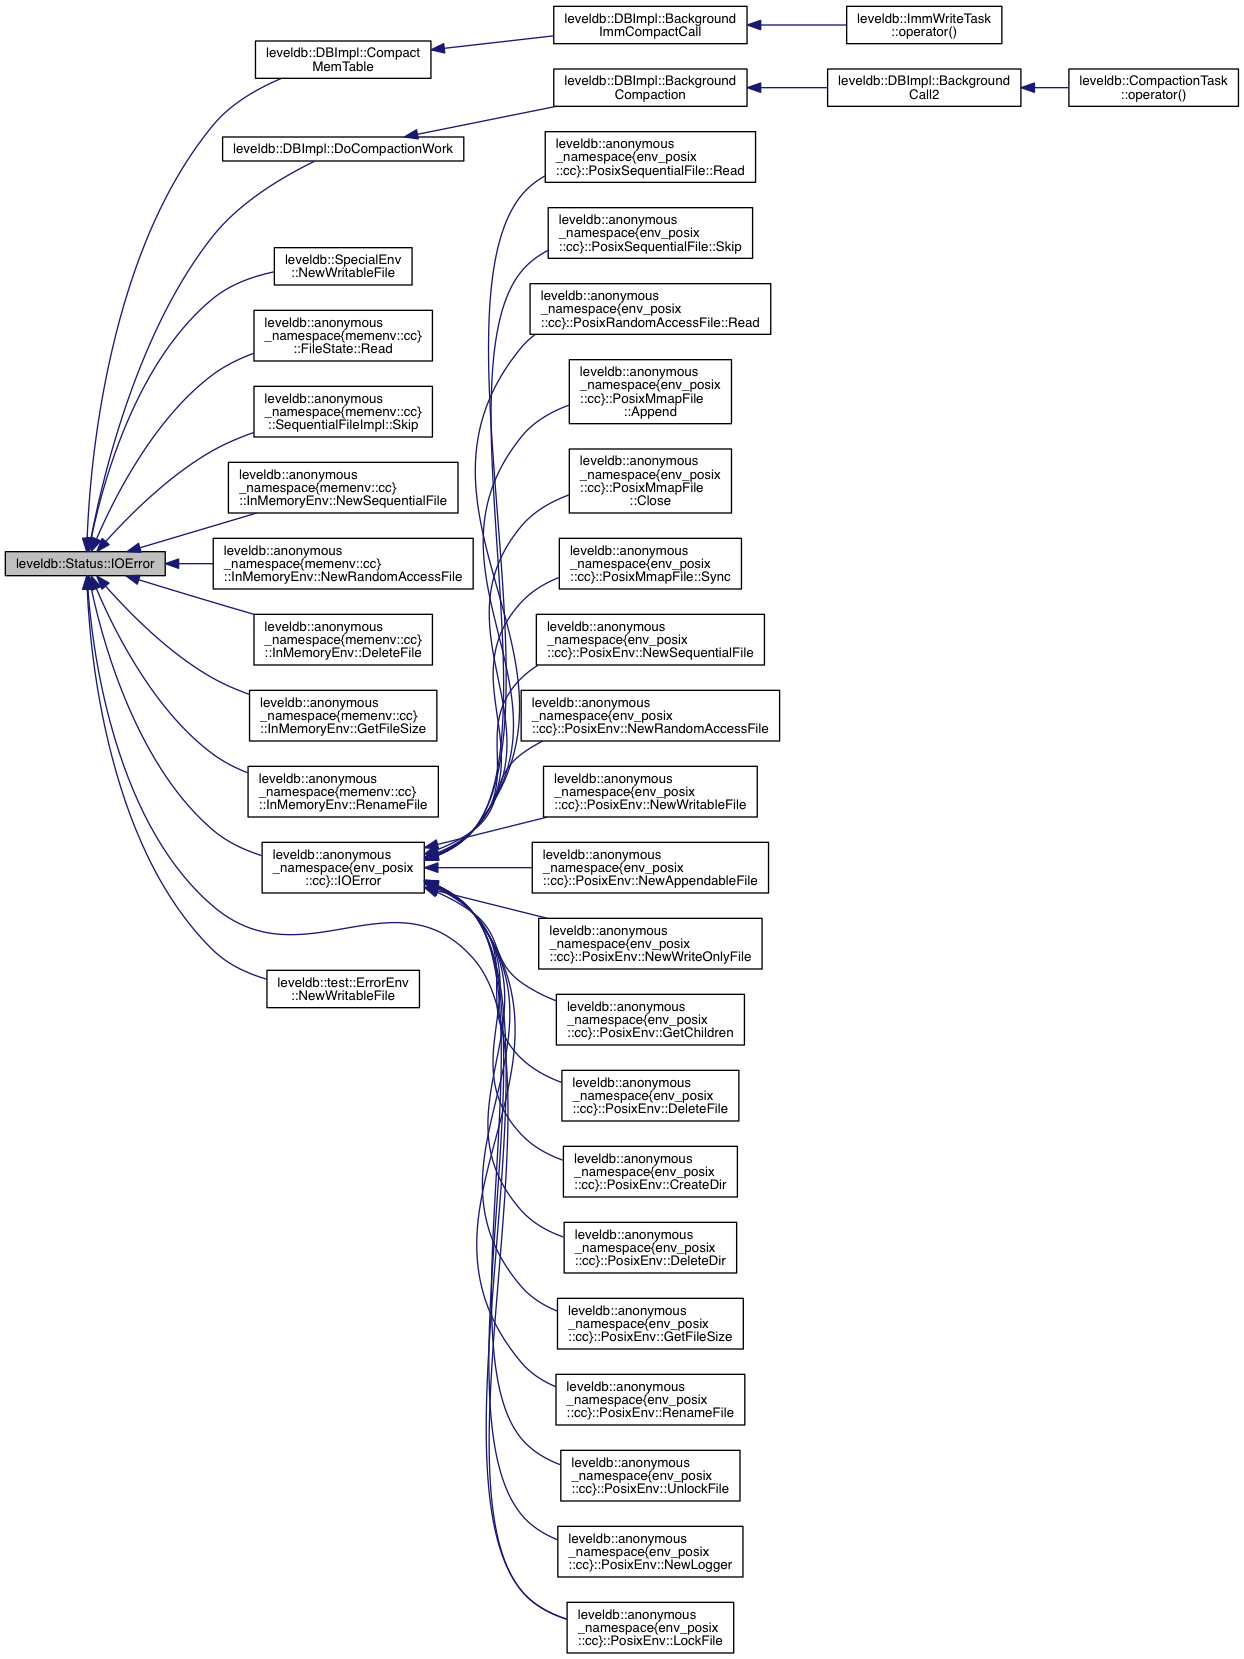 leveldb::Status::IOError
leveldb::DBImpl::Compact
MemTable
leveldb::DBImpl::Background
ImmCompactCall
leveldb::ImmWriteTask
::operator()
leveldb::DBImpl::DoCompactionWork
leveldb::DBImpl::Background
Compaction
leveldb::DBImpl::Background
Call2
leveldb::CompactionTask
::operator()
leveldb::SpecialEnv
::NewWritableFile
leveldb::anonymous
_namespace{memenv::cc}
::FileState::Read
leveldb::anonymous
_namespace{memenv::cc}
::SequentialFileImpl::Skip
leveldb::anonymous
_namespace{memenv::cc}
::InMemoryEnv::NewSequentialFile
leveldb::anonymous
_namespace{memenv::cc}
::InMemoryEnv::NewRandomAccessFile
leveldb::anonymous
_namespace{memenv::cc}
::InMemoryEnv::DeleteFile
leveldb::anonymous
_namespace{memenv::cc}
::InMemoryEnv::GetFileSize
leveldb::anonymous
_namespace{memenv::cc}
::InMemoryEnv::RenameFile
leveldb::anonymous
_namespace{env_posix
::cc}::IOError
leveldb::test::ErrorEnv
::NewWritableFile
leveldb::anonymous
_namespace{env_posix
::cc}::PosixSequentialFile::Read
leveldb::anonymous
_namespace{env_posix
::cc}::PosixSequentialFile::Skip
leveldb::anonymous
_namespace{env_posix
::cc}::PosixRandomAccessFile::Read
leveldb::anonymous
_namespace{env_posix
::cc}::PosixMmapFile
::Append
leveldb::anonymous
_namespace{env_posix
::cc}::PosixMmapFile
::Close
leveldb::anonymous
_namespace{env_posix
::cc}::PosixMmapFile::Sync
leveldb::anonymous
_namespace{env_posix
::cc}::PosixEnv::NewSequentialFile
leveldb::anonymous
_namespace{env_posix
::cc}::PosixEnv::NewRandomAccessFile
leveldb::anonymous
_namespace{env_posix
::cc}::PosixEnv::NewWritableFile
leveldb::anonymous
_namespace{env_posix
::cc}::PosixEnv::NewAppendableFile
leveldb::anonymous
_namespace{env_posix
::cc}::PosixEnv::NewWriteOnlyFile
leveldb::anonymous
_namespace{env_posix
::cc}::PosixEnv::GetChildren
leveldb::anonymous
_namespace{env_posix
::cc}::PosixEnv::DeleteFile
leveldb::anonymous
_namespace{env_posix
::cc}::PosixEnv::CreateDir
leveldb::anonymous
_namespace{env_posix
::cc}::PosixEnv::DeleteDir
leveldb::anonymous
_namespace{env_posix
::cc}::PosixEnv::GetFileSize
leveldb::anonymous
_namespace{env_posix
::cc}::PosixEnv::RenameFile
leveldb::anonymous
_namespace{env_posix
::cc}::PosixEnv::UnlockFile
leveldb::anonymous
_namespace{env_posix
::cc}::PosixEnv::NewLogger
leveldb::anonymous
_namespace{env_posix
::cc}::PosixEnv::LockFile